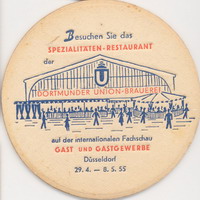 Besuchen Sie das
SPEZIALITÄTEN-RESTAURANT
der
U
DORTMUNDER UNION-BRAUEREI
auf der internationalen Fachschau
GAST UND GASTGEWERBE
Düsseldorf
29. 4. — 8. 5. 55